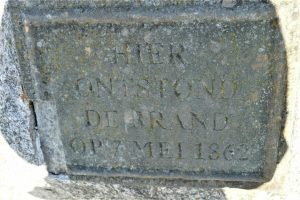 HIER
ONTSTOND
DE BRAND
OP 7 MEI 1862